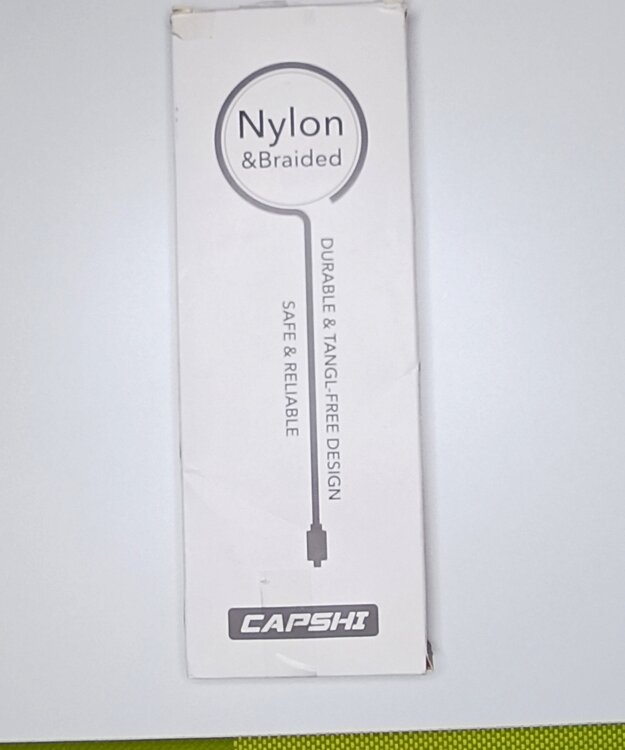 Nylon
&Braided
DURABLE & TANGL-FREE DESIGN
SAFE & RELIABLE
CAPSHI